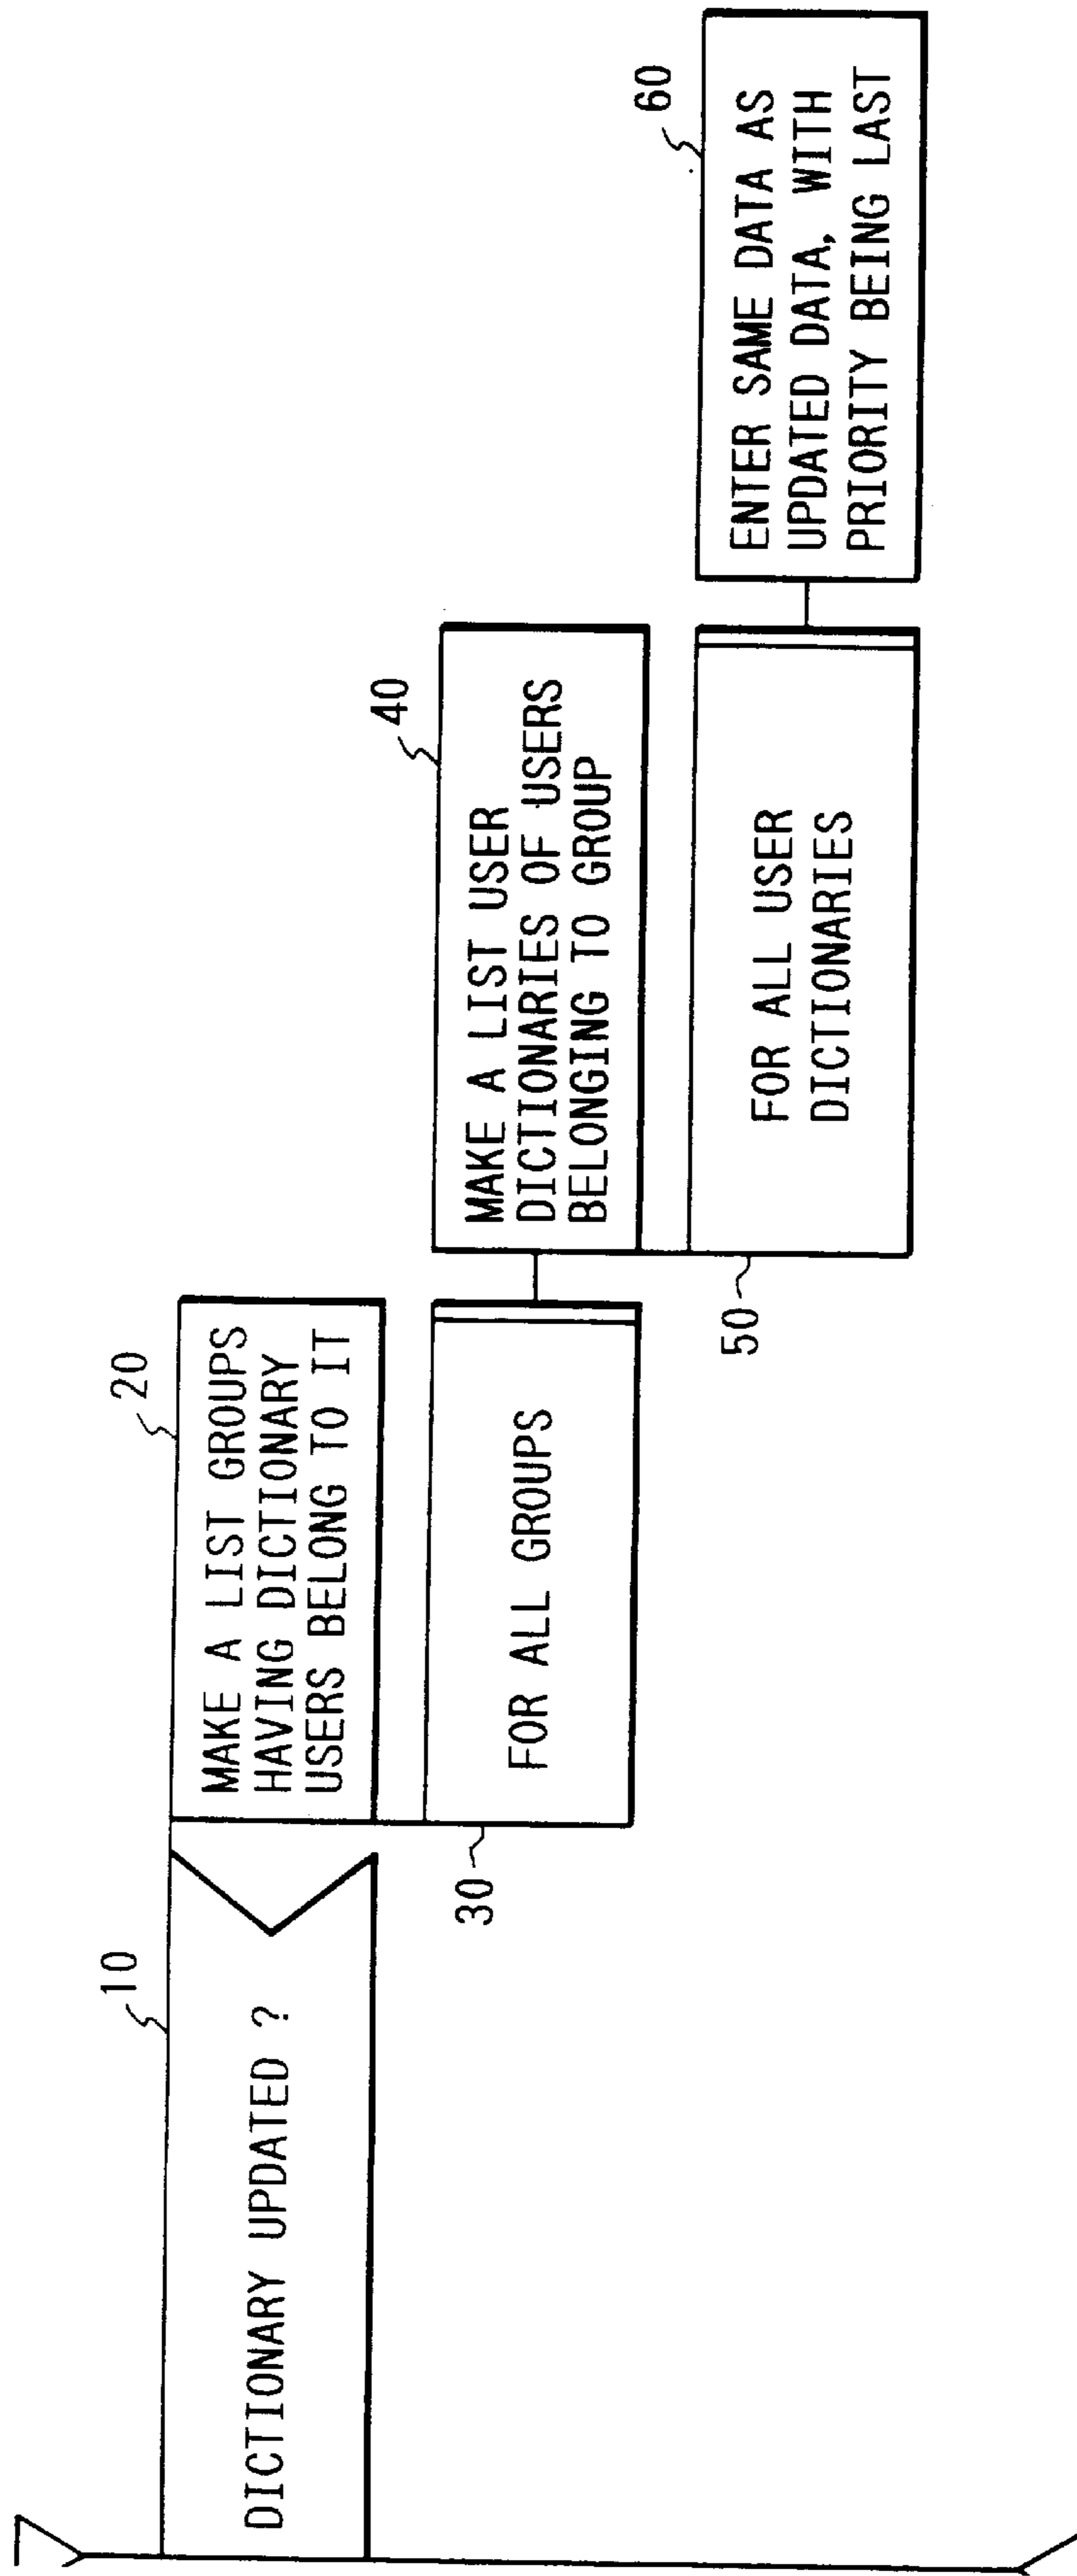 10
DICTIONARY UPDATED ?
20
MAKE A LIST GROUPS
HAVING DICTIONARY
USERS BELONG TO IT
30
FOR ALL GROUPS
40
MAKE A LIST USER
DICTIONARIES OF USERS
BELONGING TO GROUP
50
FOR ALL USER
DICTIONARIES
60
ENTER SAME DATA AS
UPDATED DATA, WITH
PRIORITY BEING LAST